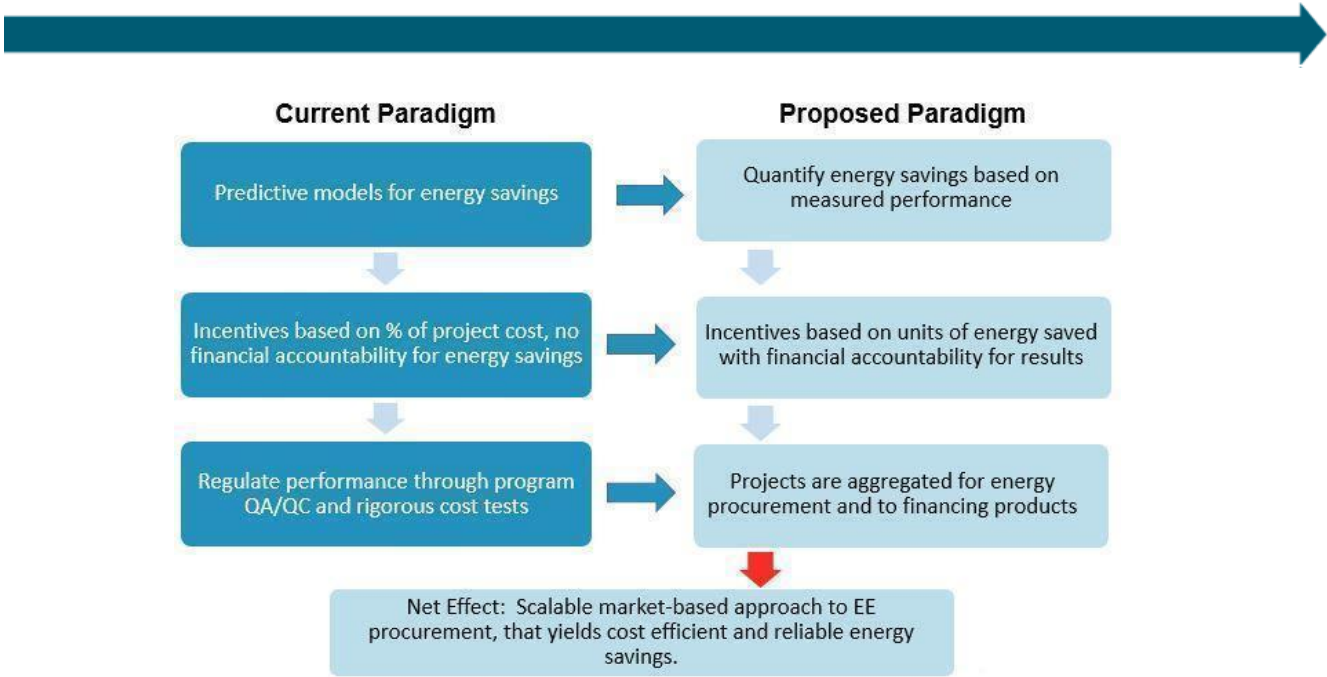 Current Paradigm
Proposed Paradigm
Predictive models for energy savings
Quantify energy savings based on
measured performance
Incentives based on % of project cost, no
financial accountability for energy savings
Incentives based on units of energy saved
with financial accountability for results
Regulate performance through program
QA/QC and rigorous cost tests
Projects are aggregated for energy
procurement and to financing products
Net Effect: Scalable market-based approach to EE
procurement, that yields cost efficient and reliable energy
savings.